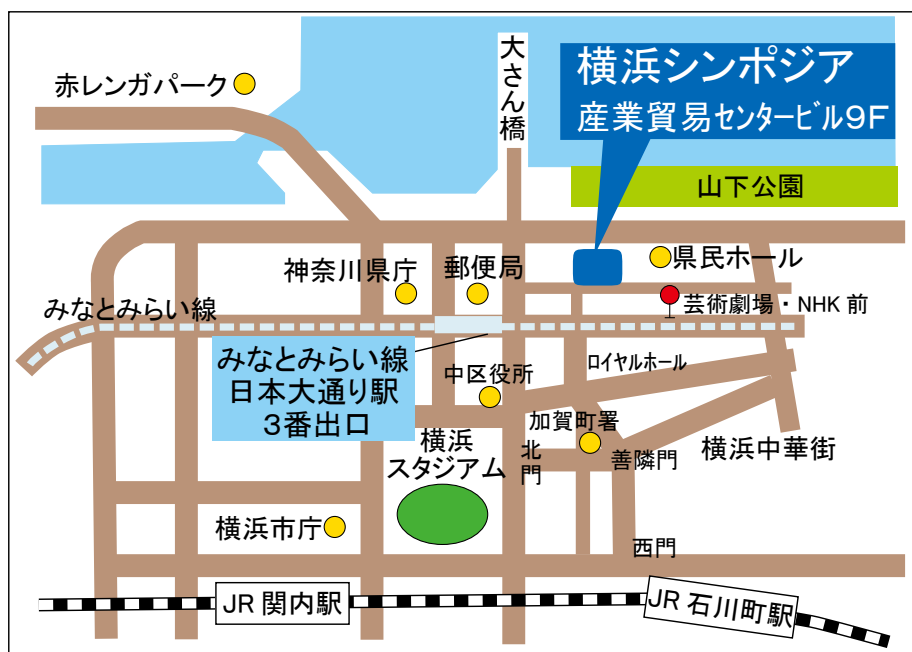 赤レンガパーク
大さん橋
横浜シンポジア
産業貿易センタービル9F
山下公園
神奈川県庁
郵便局
県民ホール
みなとみらい線
芸術劇場・NHK 前
みなとみらい線
日本大通り駅
3番出口
中区役所
ロイヤルホール
加賀町署
横浜
スタジアム
北門
善隣門
横浜中華街
横浜市庁
西門
JR 関内駅
JR 石川町駅